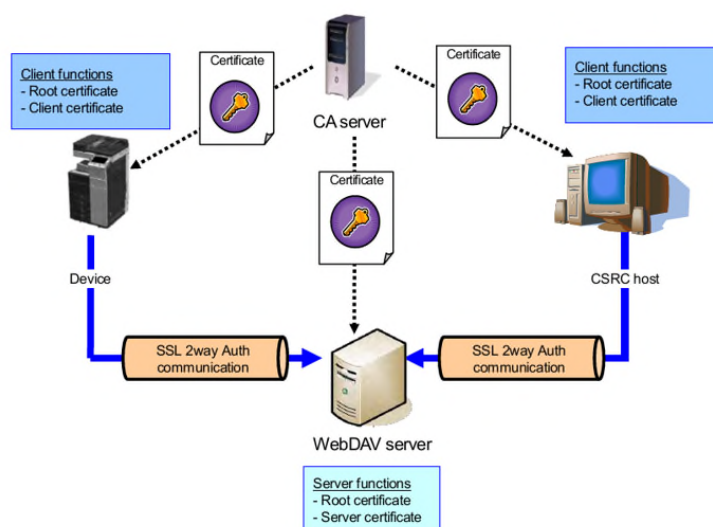 Client functions
- Root certificate
- Client certificate
Certificate
CA server
Certificate
Client functions
- Root certificate
- Client certificate
Certificate
Device
CSRC host
SSL 2way Auth
communication
SSL 2way Auth
communication
WebDAV server
Server functions
- Root certificate
- Server certificate